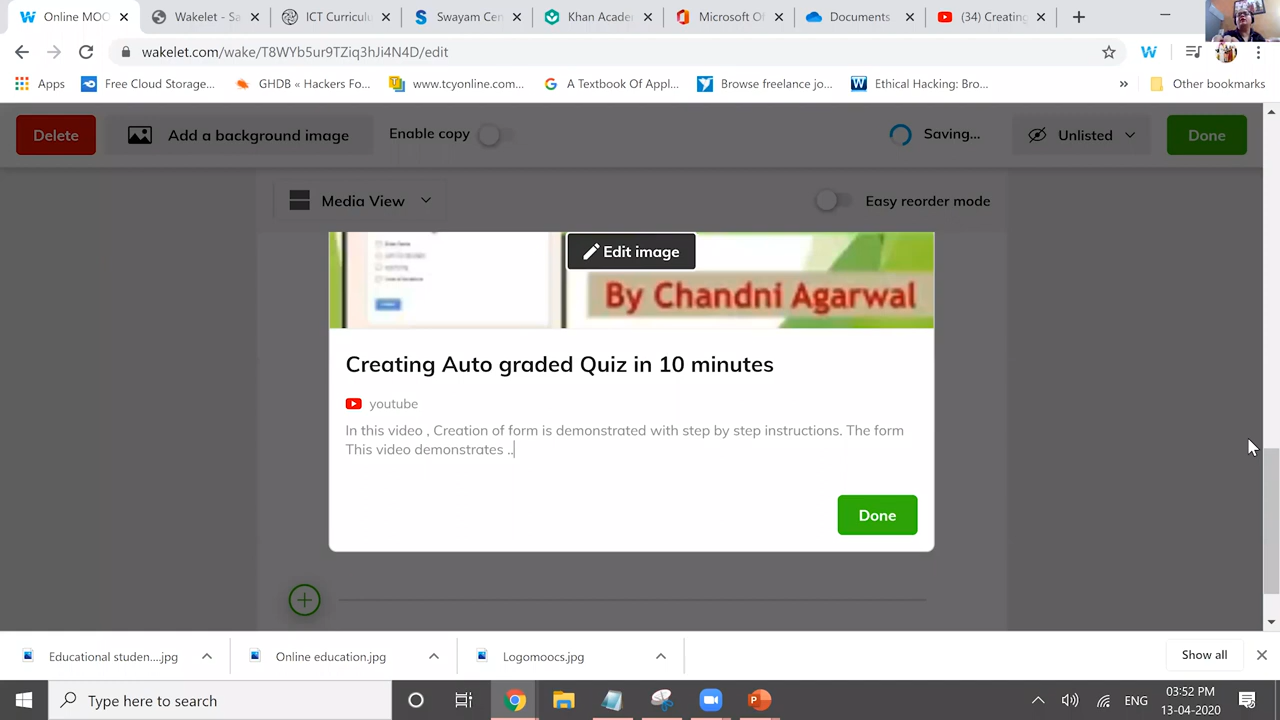 Online MOO
Wakelet - Sa
ICT Curricul
Swayam Cen
Khan Acade
Microsoft Of
Documents
(34) Creating
wakelet.com/wake/T8WYb5ur9TZiq3hJi4N4D/edit
Apps
Free Cloud Storage...
GHDB « Hackers Fo...
www.tcyonline.com...
A Textbook Of Appl...
Browse freelance jo...
Ethical Hacking: Bro...
»
Other bookmarks
Delete
Add a background image
Enable copy
Saving...
Unlisted
Done
Media View
Easy reorder mode
Edit image
By Chandni Agarwal
Creating Auto graded Quiz in 10 minutes
youtube
In this video , Creation of form is demonstrated with step by step instructions. The form
This video demonstrates ..
Done
Educational studen....jpg
Online education.jpg
Logomoocs.jpg
Show all
Type here to search
ENG
03:52 PM
13-04-2020